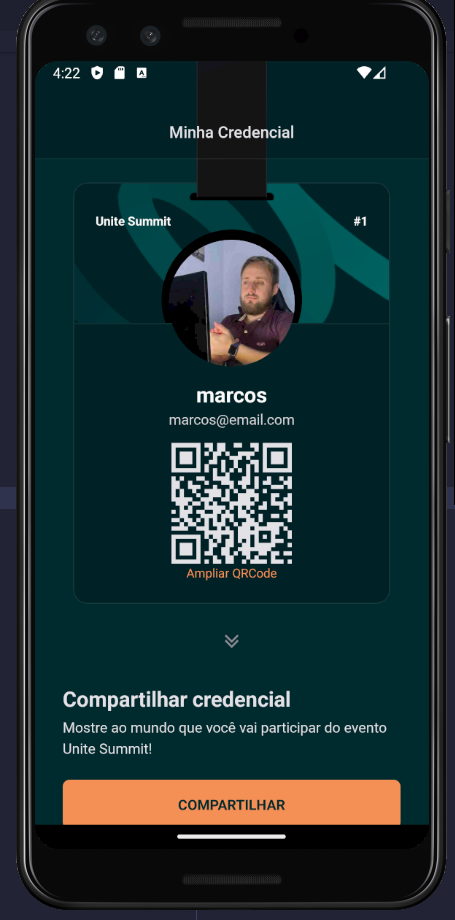 4:22
Minha Credencial
Unite Summit
#1
marcos
marcos@email.com
Ampliar QRCode
Compartilhar credencial
Mostre ao mundo que você vai participar do evento
Unite Summit!
COMPARTILHAR